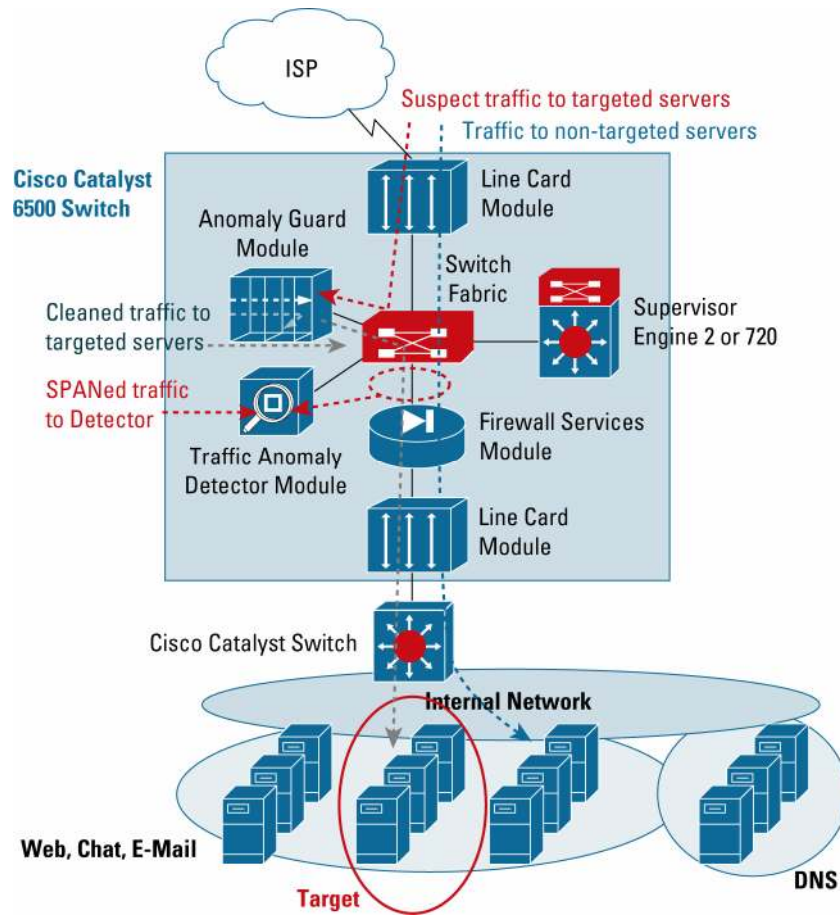 ISP
Suspect traffic to targeted servers
Traffic to non-targeted servers
Cisco Catalyst
6500 Switch
Line Card
Module
Anomaly Guard
Module
Switch
Fabric
Cleaned traffic to
targeted servers
Supervisor
Engine 2 or 720
SPANed traffic
to Detector
Firewall Services
Module
Traffic Anomaly
Detector Module
Line Card
Module
Cisco Catalyst Switch
Internal Network
Web, Chat, E-Mail
Target
DNS